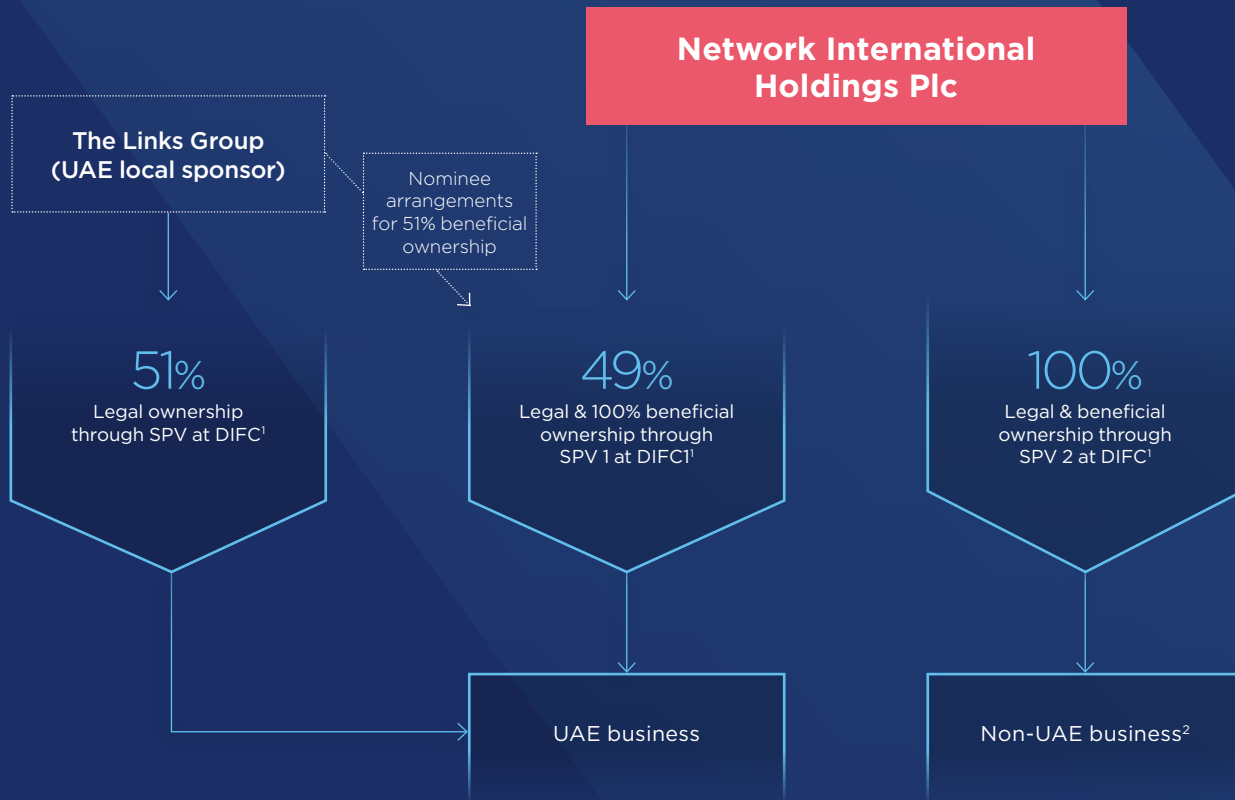 Network International
Holdings Plc
The Links Group
(UAE local sponsor)
Nominee
arrangements
for 51% beneficial
ownership
51%
Legal ownership
through SPV at DIFC¹
49%
Legal & 100% beneficial
ownership through
SPV 1 at DIFC1¹
100%
Legal & beneficial
ownership through
SPV 2 at DIFC¹
UAE business
Non-UAE business²